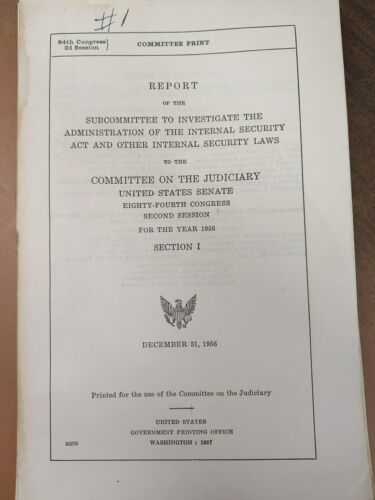 #1
84th Congress
2d Session
COMMITTEE PRINT
REPORT
OF THE
SUBCOMMITTEE TO INVESTIGATE THE
ADMINISTRATION OF THE INTERNAL SECURITY
ACT AND OTHER INTERNAL SECURITY LAWS
TO THE
COMMITTEE ON THE JUDICIARY
UNITED STATES SENATE
EIGHTY-FOURTH CONGRESS
SECOND SESSION
FOR THE YEAR 1956
SECTION I
DECEMBER 31, 1956
Printed for the use of the Committee on the Judiciary
UNITED STATES
GOVERNMENT PRINTING OFFICE
WASHINGTON : 1957